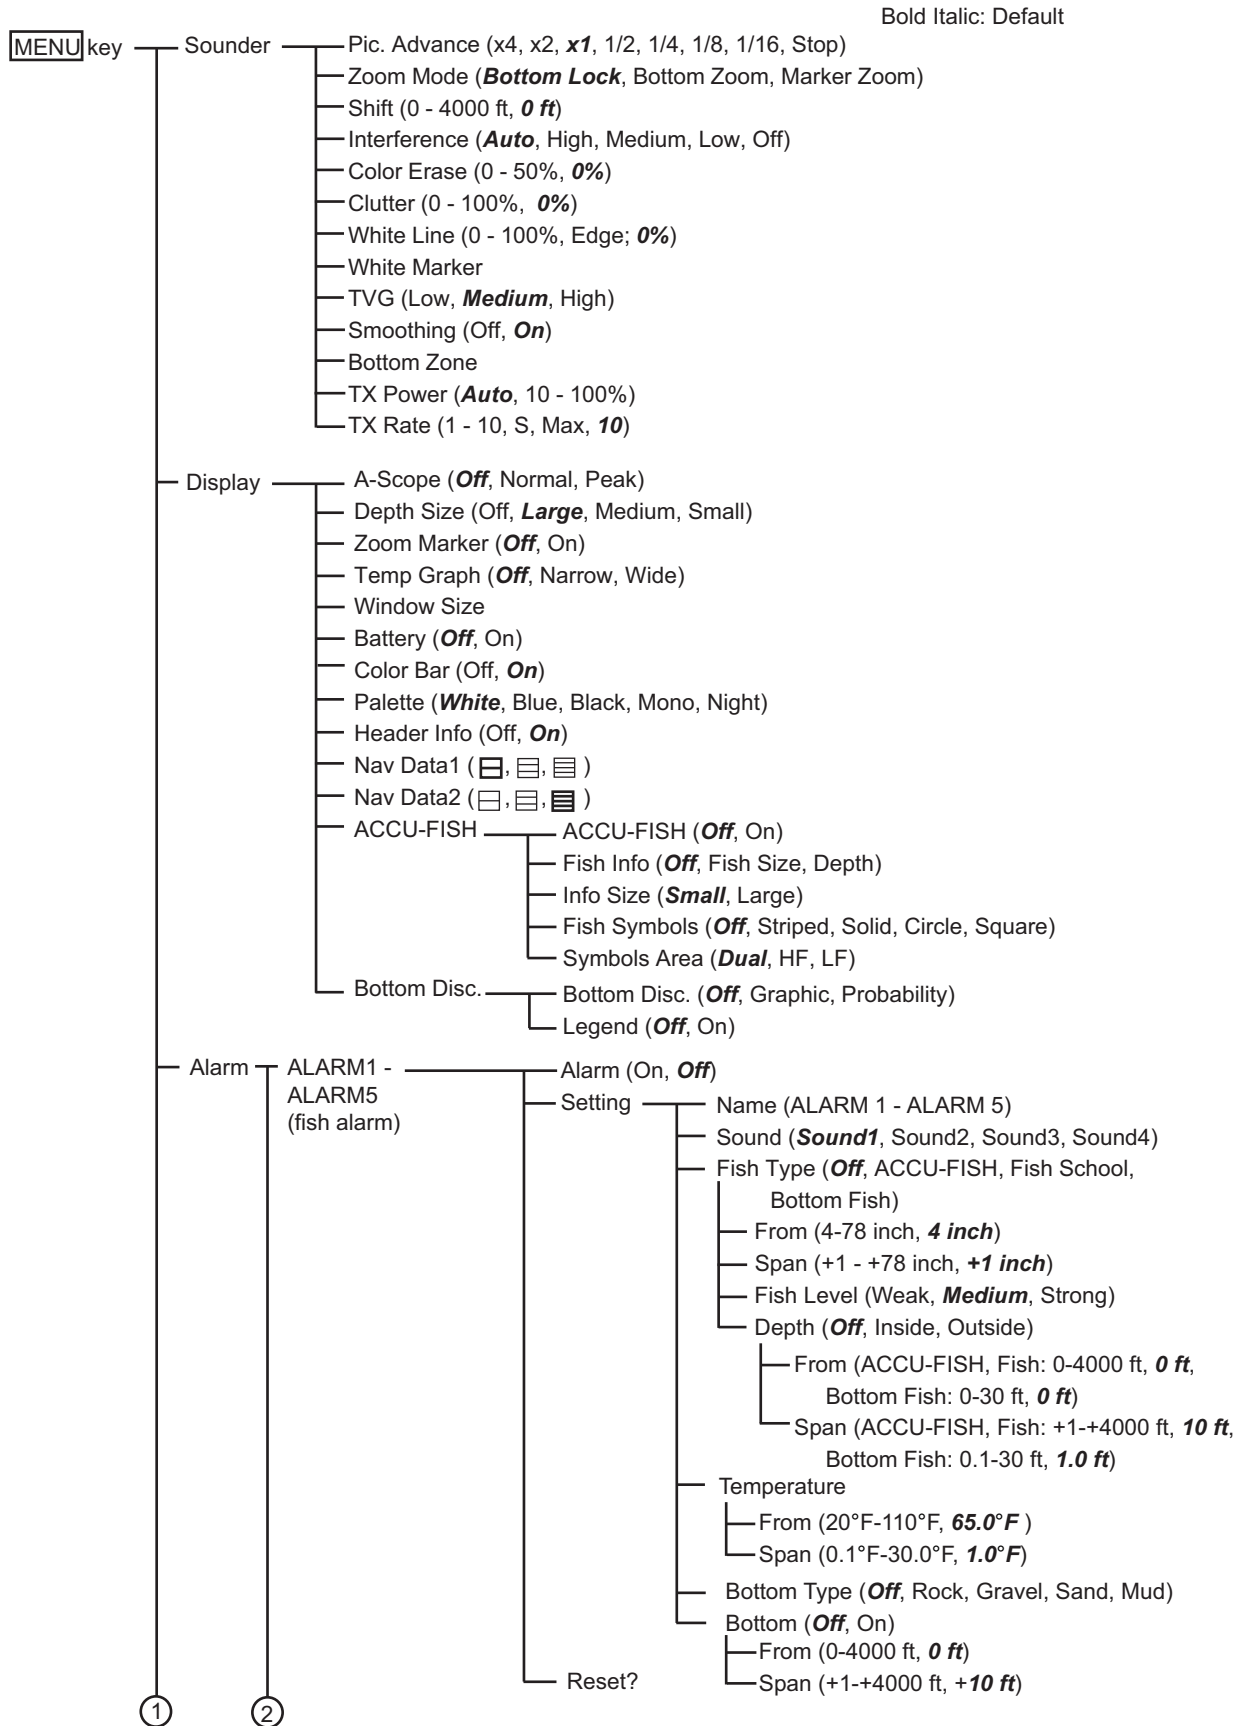 Bold Italic: Default
MENU key
Sounder
Pic. Advance (x4, x2, x1, 1/2, 1/4, 1/8, 1/16, Stop)
Zoom Mode (Bottom Lock, Bottom Zoom, Marker Zoom)
Shift (0 - 4000 ft, 0 ft)
Interference (Auto, High, Medium, Low, Off)
Color Erase (0 - 50%, 0%)
Clutter (0 - 100%, 0%)
White Line (0 - 100%, Edge; 0%)
White Marker
TVG (Low, Medium, High)
Smoothing (Off, On)
Bottom Zone
TX Power (Auto, 10 - 100%)
TX Rate (1 - 10, S, Max, 10)
Display
A-Scope (Off, Normal, Peak)
Depth Size (Off, Large, Medium, Small)
Zoom Marker (Off, On)
Temp Graph (Off, Narrow, Wide)
Window Size
Battery (Off, On)
Color Bar (Off, On)
Palette (White, Blue, Black, Mono, Night)
Header Info (Off, On)
Nav Data1 ( , , )
Nav Data2 ( , , )
ACCU-FISH
ACCU-FISH (Off, On)
Fish Info (Off, Fish Size, Depth)
Info Size (Small, Large)
Fish Symbols (Off, Striped, Solid, Circle, Square)
Symbols Area (Dual, HF, LF)
Bottom Disc.
Bottom Disc. (Off, Graphic, Probability)
Legend (Off, On)
Alarm
ALARM1 -
ALARM5
(fish alarm)
Alarm (On, Off)
Setting
Name (ALARM 1 - ALARM 5)
Sound (Sound1, Sound2, Sound3, Sound4)
Fish Type (Off, ACCU-FISH, Fish School,
Bottom Fish)
From (4-78 inch, 4 inch)
Span (+1 - +78 inch, +1 inch)
Fish Level (Weak, Medium, Strong)
Depth (Off, Inside, Outside)
From (ACCU-FISH, Fish: 0-4000 ft, 0 ft,
Bottom Fish: 0-30 ft, 0 ft)
Span (ACCU-FISH, Fish: +1-+4000 ft, 10 ft,
Bottom Fish: 0.1-30 ft, 1.0 ft)
Temperature
From (20°F-110°F, 65.0°F )
Span (0.1°F-30.0°F, 1.0°F)
Bottom Type (Off, Rock, Gravel, Sand, Mud)
Bottom (Off, On)
From (0-4000 ft, 0 ft)
Span (+1-+4000 ft, +10 ft)
Reset?
1
2